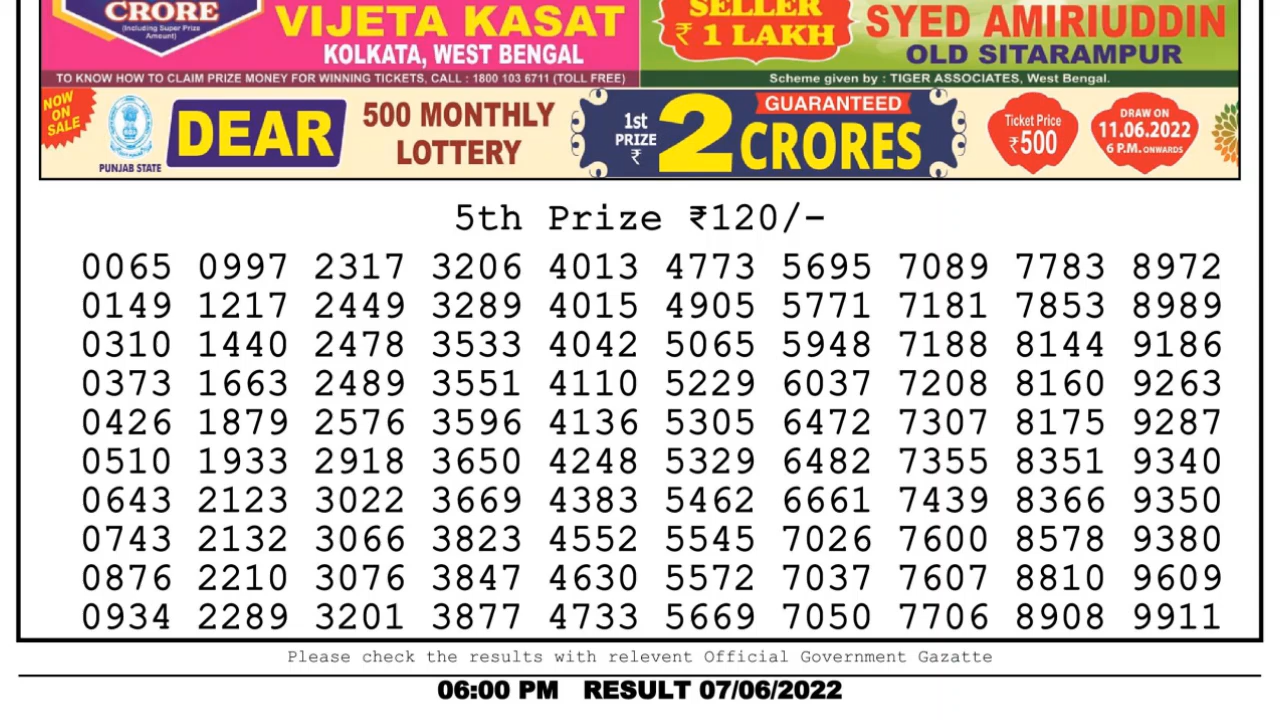 CRORE
(Including Super Prize
Amount)
VIJETA KASAT
KOLKATA, WEST BENGAL
SELLER
₹ 1 LAKH
SYED AMIRIUDDIN
OLD SITARAMPUR
TO KNOW HOW TO CLAIM PRIZE MONEY FOR WINNING TICKETS, CALL : 1800 103 6711 (TOLL FREE)
Scheme given by : TIGER ASSOCIATES, West Bengal.
NOW
ON
SALE
PUNJAB STATE
DEAR
500 MONTHLY
LOTTERY
1st
PRIZE
₹
2
GUARANTEED
CRORES
Ticket Price
₹500
DRAW ON
11.06.2022
6 P.M. ONWARDS
5th Prize ₹120/-
0065 0997 2317 3206 4013 4773 5695 7089 7783 8972
0149 1217 2449 3289 4015 4905 5771 7181 7853 8989
0310 1440 2478 3533 4042 5065 5948 7188 8144 9186
0373 1663 2489 3551 4110 5229 6037 7208 8160 9263
0426 1879 2576 3596 4136 5305 6472 7307 8175 9287
0510 1933 2918 3650 4248 5329 6482 7355 8351 9340
0643 2123 3022 3669 4383 5462 6661 7439 8366 9350
0743 2132 3066 3823 4552 5545 7026 7600 8578 9380
0876 2210 3076 3847 4630 5572 7037 7607 8810 9609
0934 2289 3201 3877 4733 5669 7050 7706 8908 9911
Please check the results with relevent Official Government Gazatte
06:00 PM RESULT 07/06/2022